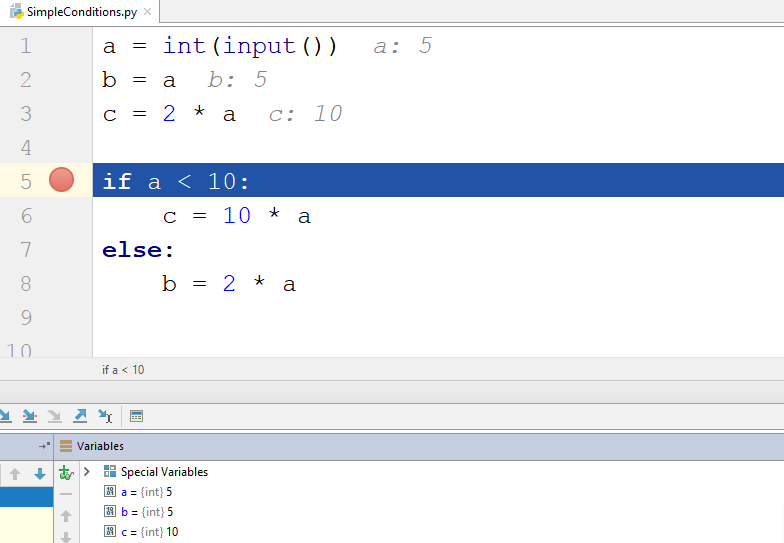 SimpleConditions.py ×
1 a = int(input()) a: 5
2 b = a b: 5
3 c = 2 * a c: 10
4
5 if a < 10:
6 c = 10 * a
7 else:
8 b = 2 * a
9
10
if a < 10
Variables
Special Variables
a = {int} 5
b = {int} 5
c = {int} 10